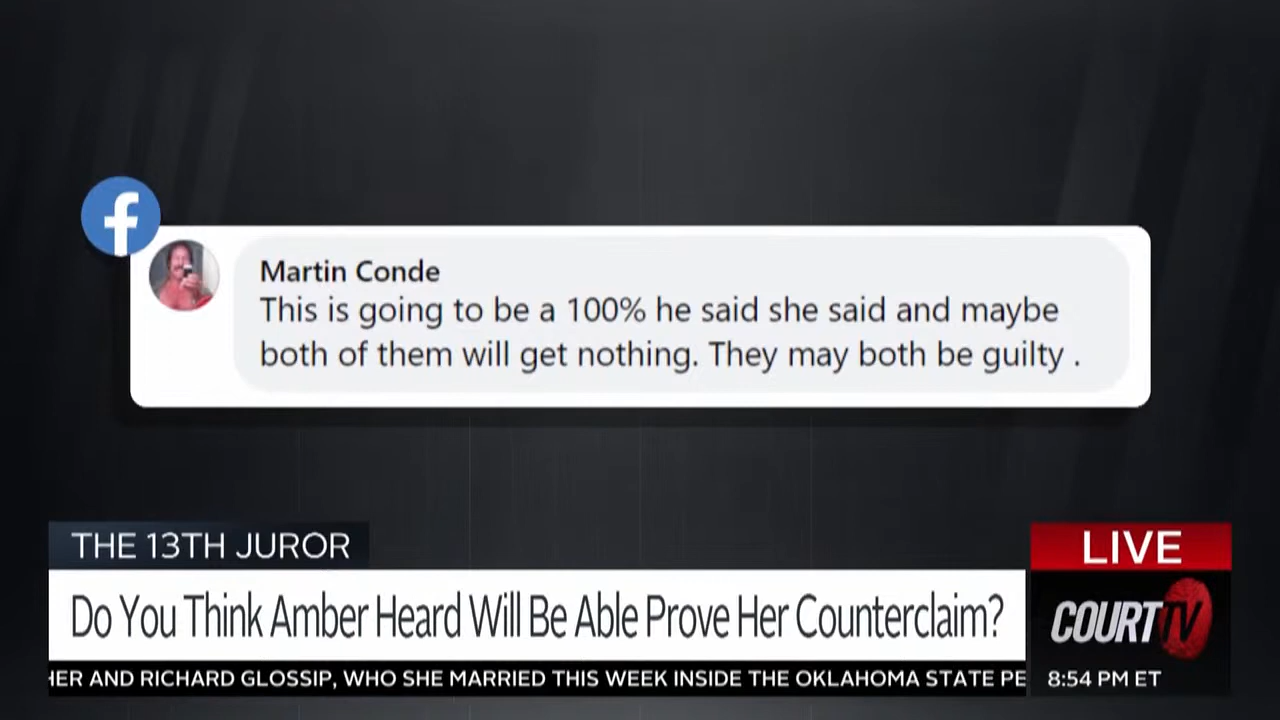 f
Martin Conde
This is going to be a 100% he said she said and maybe
both of them will get nothing. They may both be guilty .
THE 13TH JUROR
LIVE
Do You Think Amber Heard Will Be Able Prove Her Counterclaim?
COURT TV
HER AND RICHARD GLOSSIP, WHO SHE MARRIED THIS WEEK INSIDE THE OKLAHOMA STATE PE
8:54 PM ET